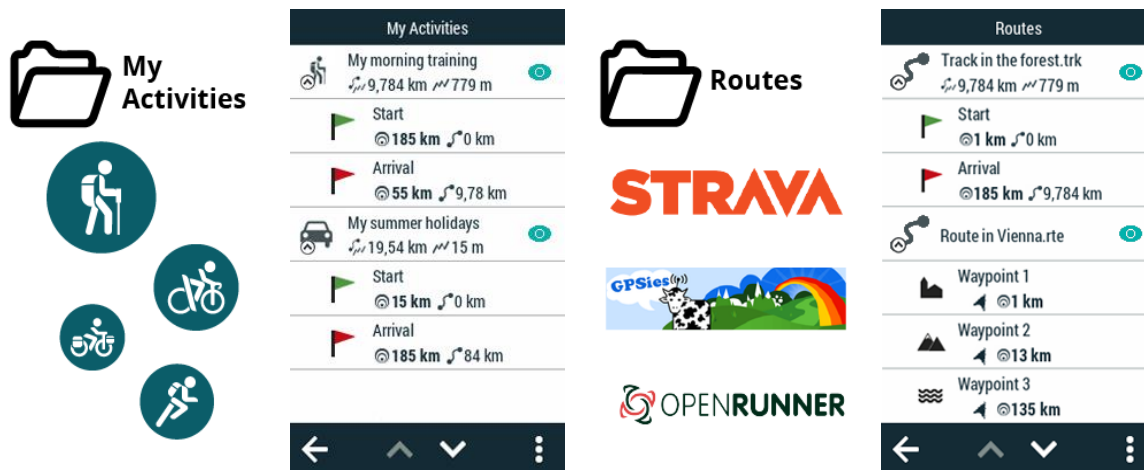 My
Activities
My Activities
My morning training
9,784 km 779 m
Start
185 km 0 km
Arrival
55 km 9,78 km
My summer holidays
19,54 km 15 m
Start
15 km 0 km
Arrival
185 km 84 km
Routes
STRAVA
GPSies
OPENRUNNER
Routes
Track in the forest.trk
9,784 km 779 m
Start
1 km 0 km
Arrival
185 km 9,784 km
Route in Vienna.rte
Waypoint 1
1 km
Waypoint 2
13 km
Waypoint 3
135 km